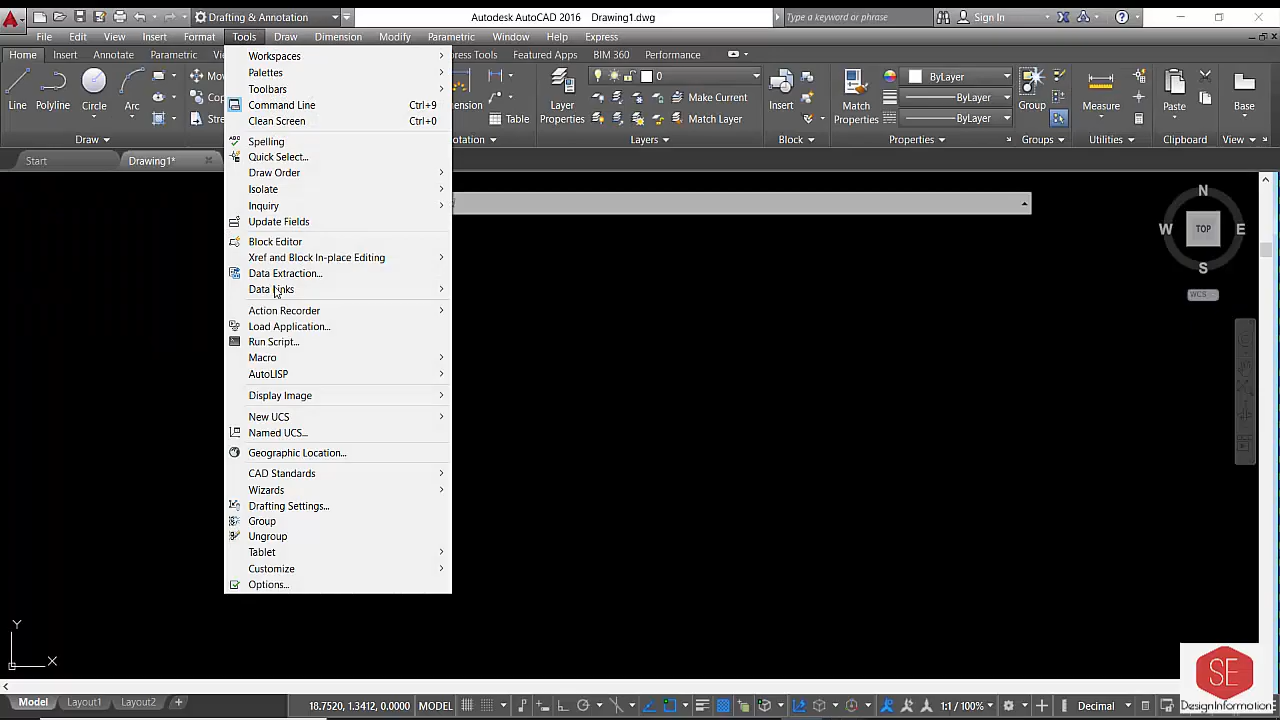 Drafting & Annotation
Autodesk AutoCAD 2016 Drawing1.dwg
Type a keyword or phrase
Sign In
File Edit View Insert Format Tools Draw Dimension Modify Parametric Window Help Express
Home Insert Annotate Parametric Express Tools Featured Apps BIM 360 Performance
Line
Polyline
Circle
Arc
Table
Layer
Properties
0
Make Current
Match Layer
Insert
Match
Properties
ByLayer
ByLayer
ByLayer
Group
Measure
Paste
Base
Draw
Layers
Block
Properties
Groups
Utilities
Clipboard
View
Start
Drawing1*
Workspaces
Palettes
Toolbars
Command Line Ctrl+9
Clean Screen Ctrl+0
Spelling
Quick Select...
Draw Order
Isolate
Inquiry
Update Fields
Block Editor
Xref and Block In-place Editing
Data Extraction...
Data Links
Action Recorder
Load Application...
Run Script...
Macro
AutoLISP
Display Image
New UCS
Named UCS...
Geographic Location...
CAD Standards
Wizards
Drafting Settings...
Group
Ungroup
Tablet
Customize
Options...
N
W
TOP
E
S
WCS
Y
X
SE
DesignInformation
Model Layout1 Layout2 +
18.7520, 1.3412, 0.0000 MODEL
1:1 / 100%
Decimal